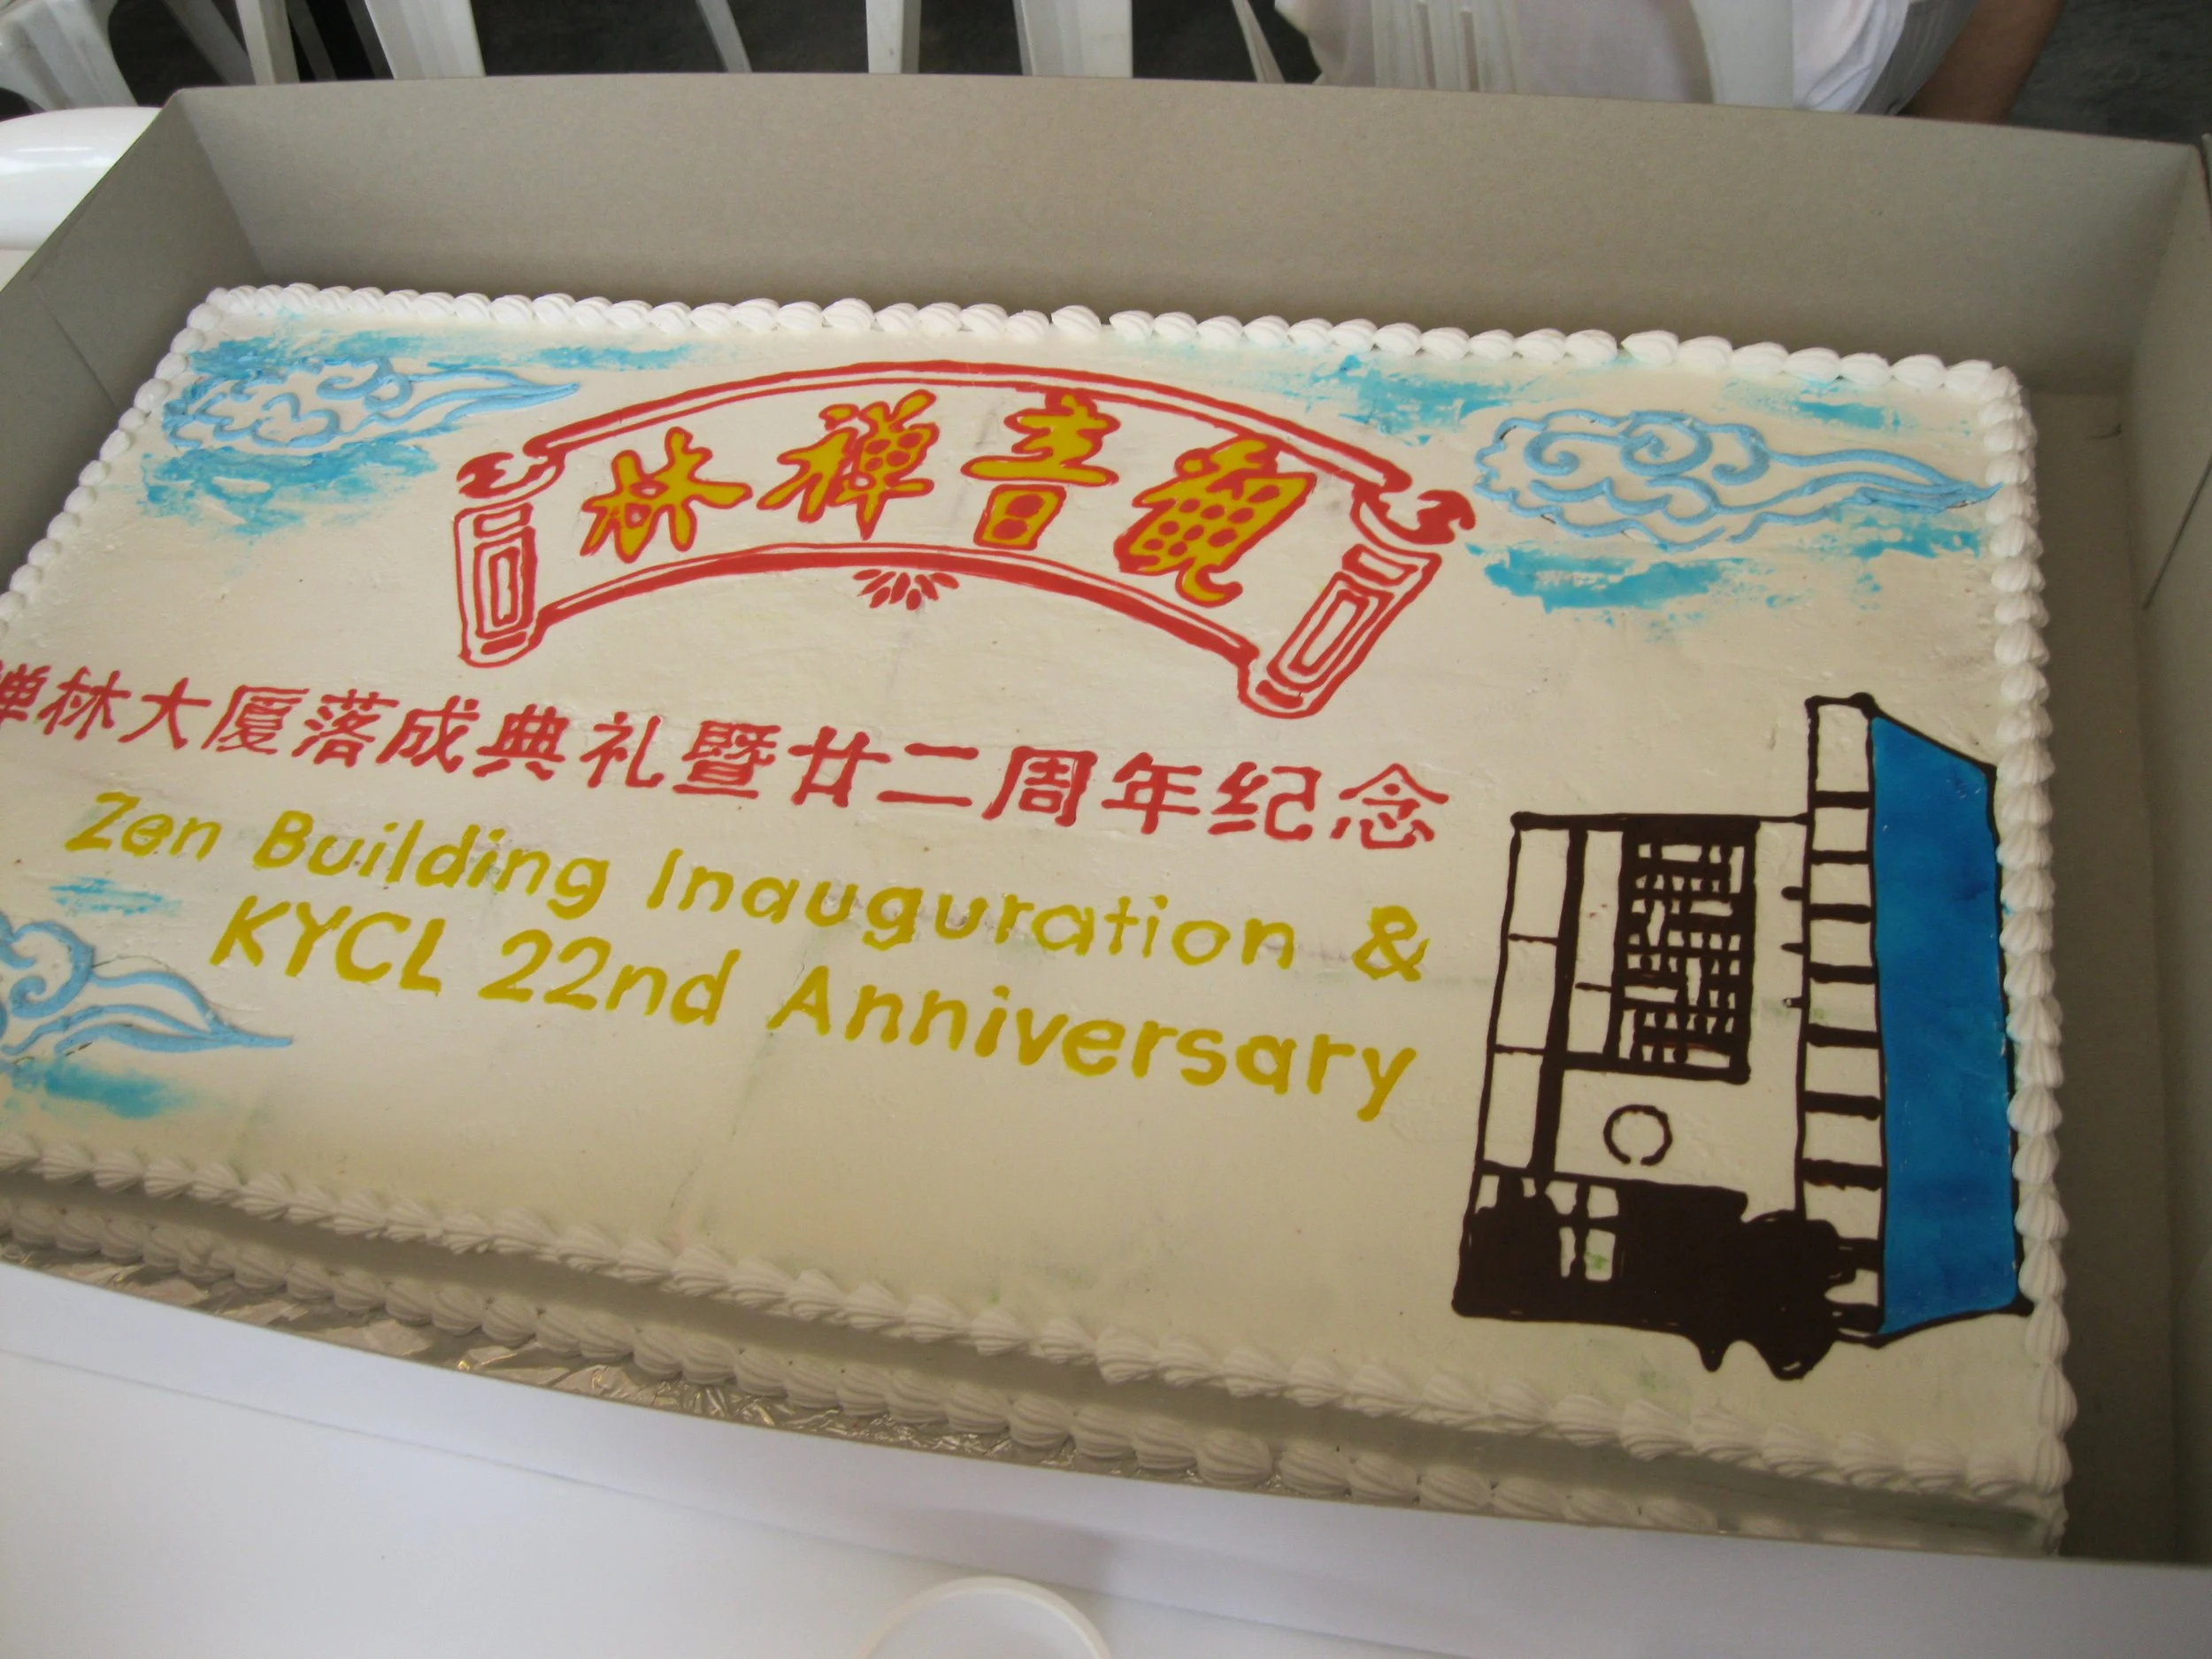 觀音禪林
禅林大厦落成典礼暨廿二周年纪念
Zen Building Inauguration &
KYCL 22nd Anniversary